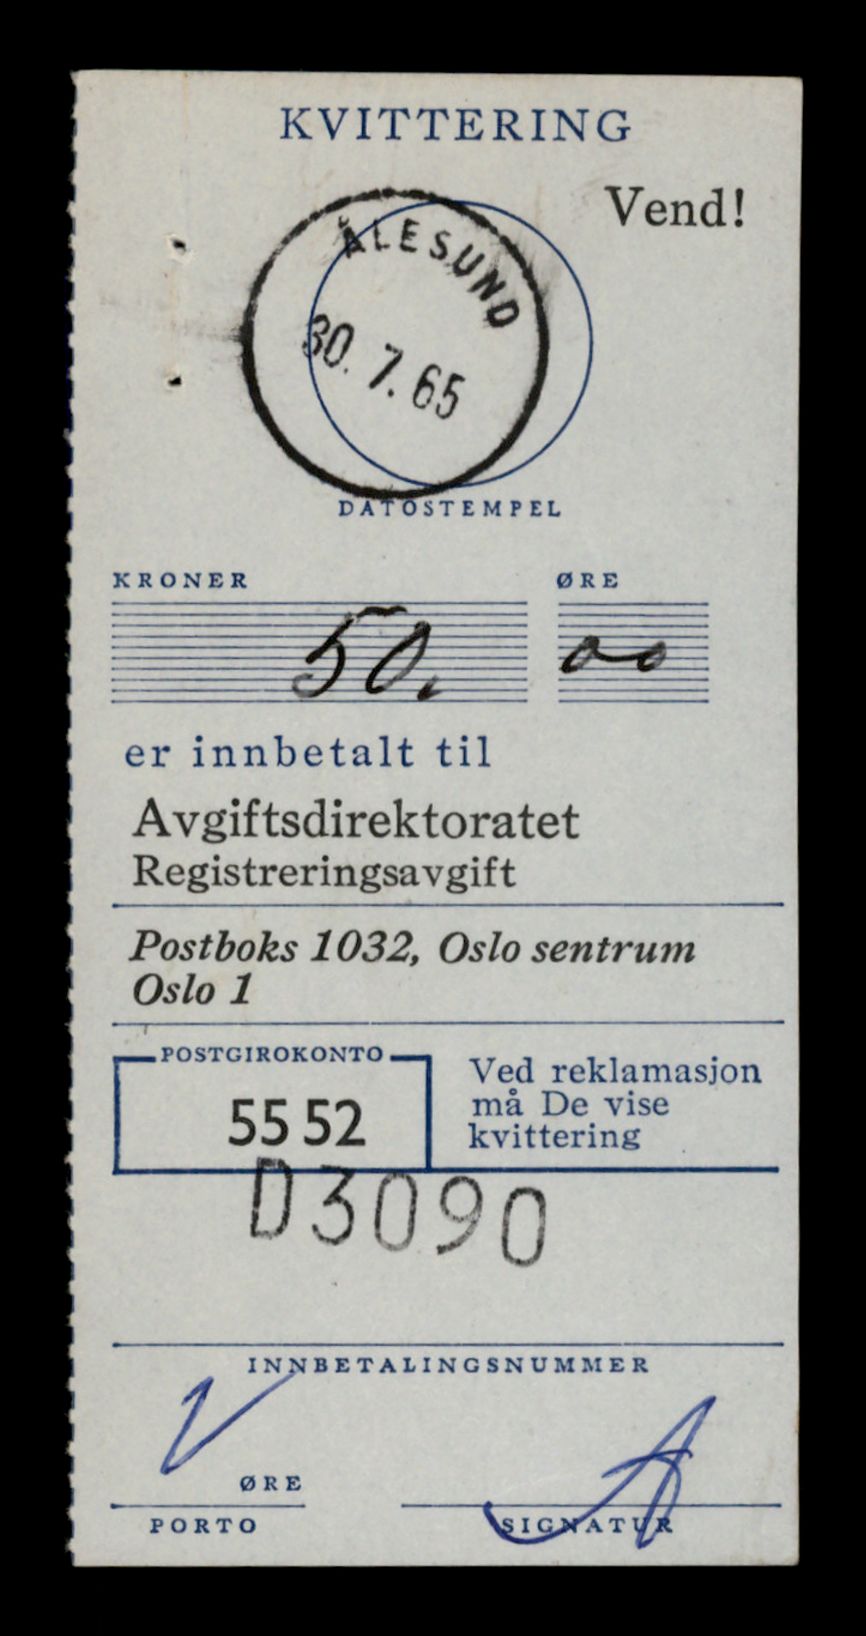 KVITTERING
Vend!
ÅLESUND
30.7.65
DATOSTEMPEL
KRONER ØRE
50. 00
er innbetalt til
Avgiftsdirektoratet
Registreringsavgift
Postboks 1032, Oslo sentrum
Oslo 1
POSTGIROKONTO
55 52
Ved reklamasjon
må De vise
kvittering
D3090
INNBETALINGSNUMMER
ØRE
PORTO
SIGNATUR